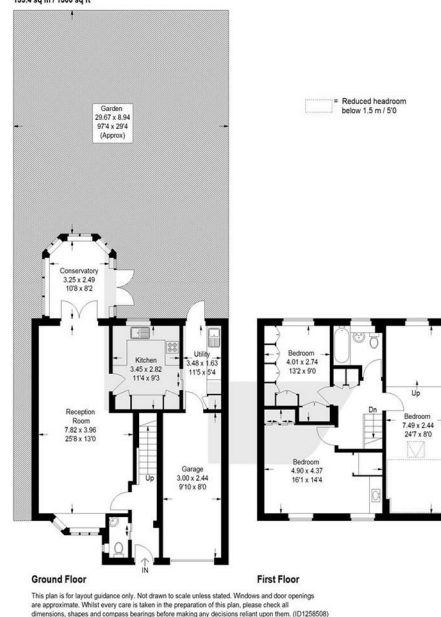 Garden
29.67 x 8.94
97'4 x 29'4
(Approx)
= Reduced headroom
below 1.5 m / 5'0
Conservatory
3.25 x 2.49
10'8 x 8'2
Kitchen
3.45 x 2.82
11'4 x 9'3
Utility
3.48 x 1.63
11'5 x 5'4
Reception
Room
7.82 x 3.96
25'8 x 13'0
Up
Garage
3.00 x 2.44
9'10 x 8'0
IN
Bedroom
4.01 x 2.74
13'2 x 9'0
Dn
Up
Bedroom
7.49 x 2.44
24'7 x 8'0
Bedroom
4.90 x 4.37
16'1 x 14'4
Ground Floor
First Floor
This plan is for layout guidance only. Not drawn to scale unless stated. Windows and door openings
are approximate. Whilst every care is taken in the preparation of this plan, please check all
dimensions, shapes and compass bearings before making any decisions reliant upon them. (ID1258508)